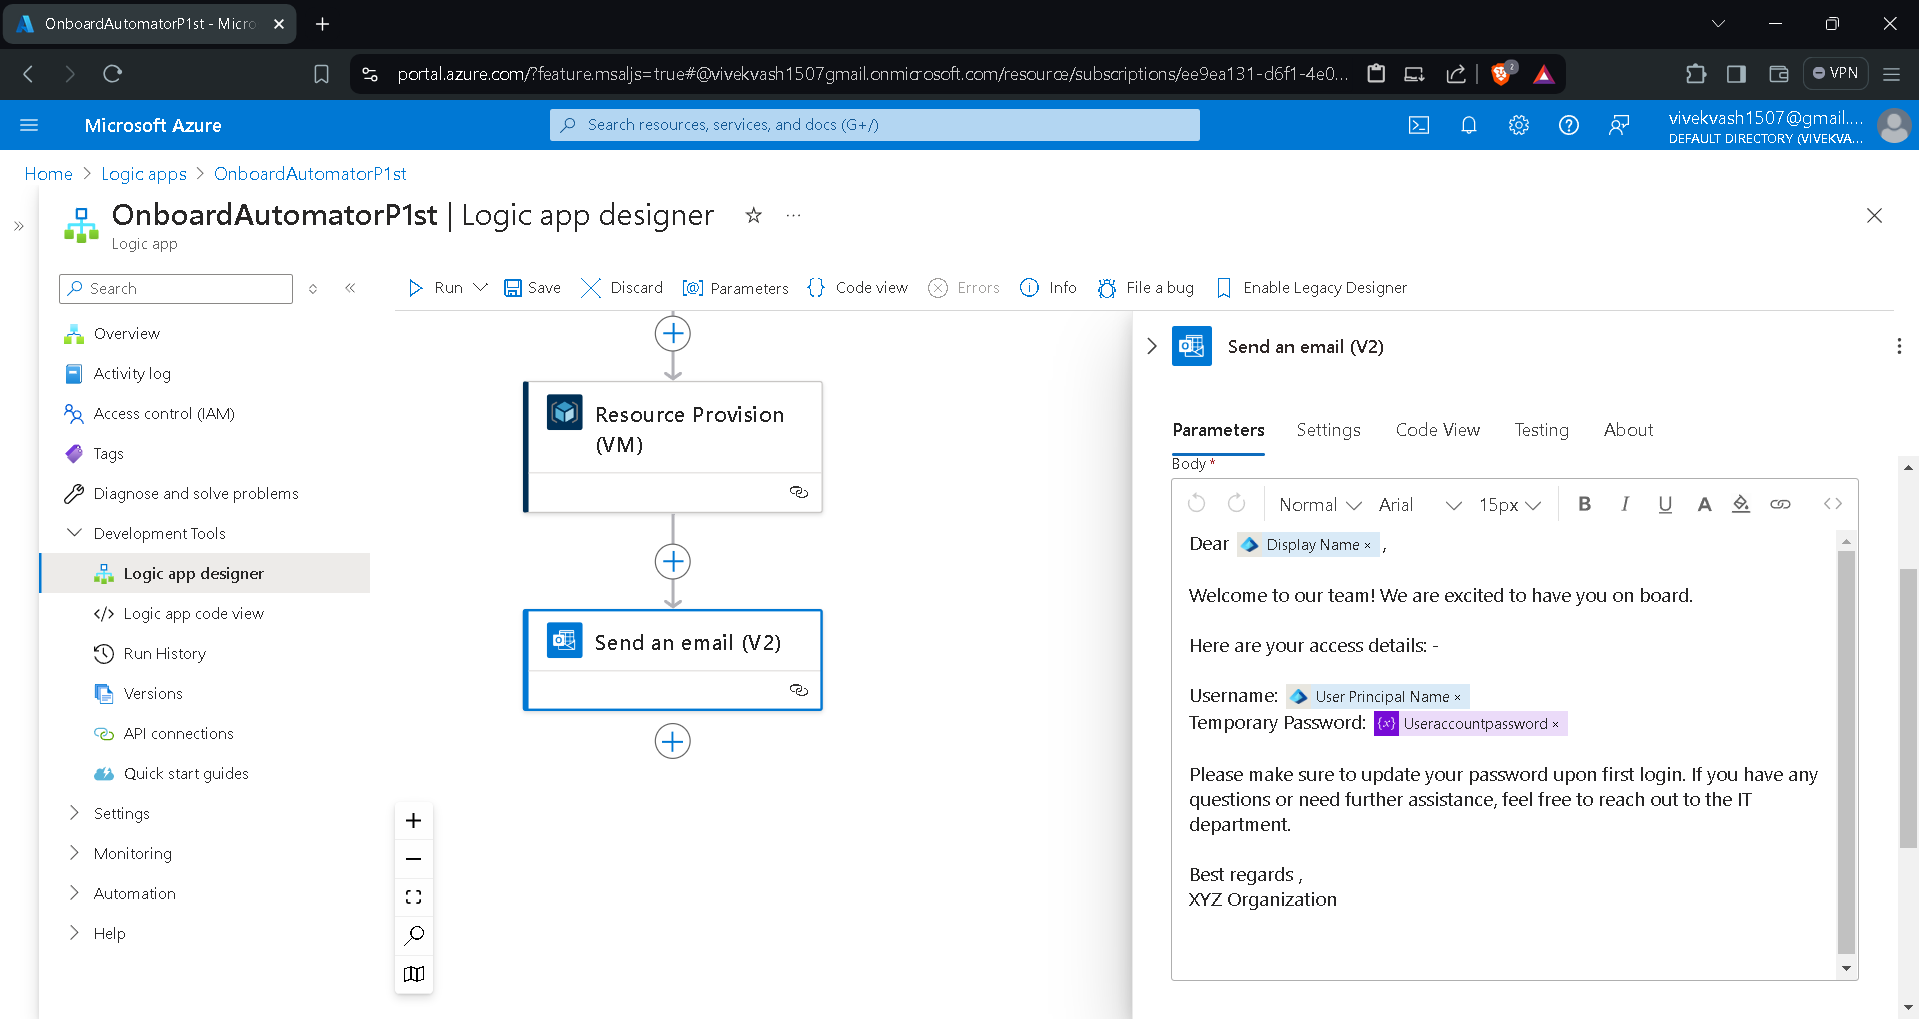 OnboardAutomatorP1st - Micro
portal.azure.com/?feature.msaljs=true#@vivekvash1507gmail.onmicrosoft.com/resource/subscriptions/ee9ea131-d6f1-4e0...
2
VPN
Microsoft Azure
Search resources, services, and docs (G+/)
vivekvash1507@gmail....
DEFAULT DIRECTORY (VIVEKVA...
Home > Logic apps > OnboardAutomatorP1st
OnboardAutomatorP1st | Logic app designer
Logic app
Search
Overview
Activity log
Access control (IAM)
Tags
Diagnose and solve problems
Development Tools
Logic app designer
Logic app code view
Run History
Versions
API connections
Quick start guides
Settings
Monitoring
Automation
Help
Run Save Discard Parameters Code view Errors Info File a bug Enable Legacy Designer
Resource Provision
(VM)
Send an email (V2)
Send an email (V2)
Parameters Settings Code View Testing About
Body *
Normal Arial 15px B I U A
Dear Display Name × ,
Welcome to our team! We are excited to have you on board.
Here are your access details: -
Username: User Principal Name ×
Temporary Password: {x} Useraccountpassword ×
Please make sure to update your password upon first login. If you have any
questions or need further assistance, feel free to reach out to the IT
department.
Best regards ,
XYZ Organization